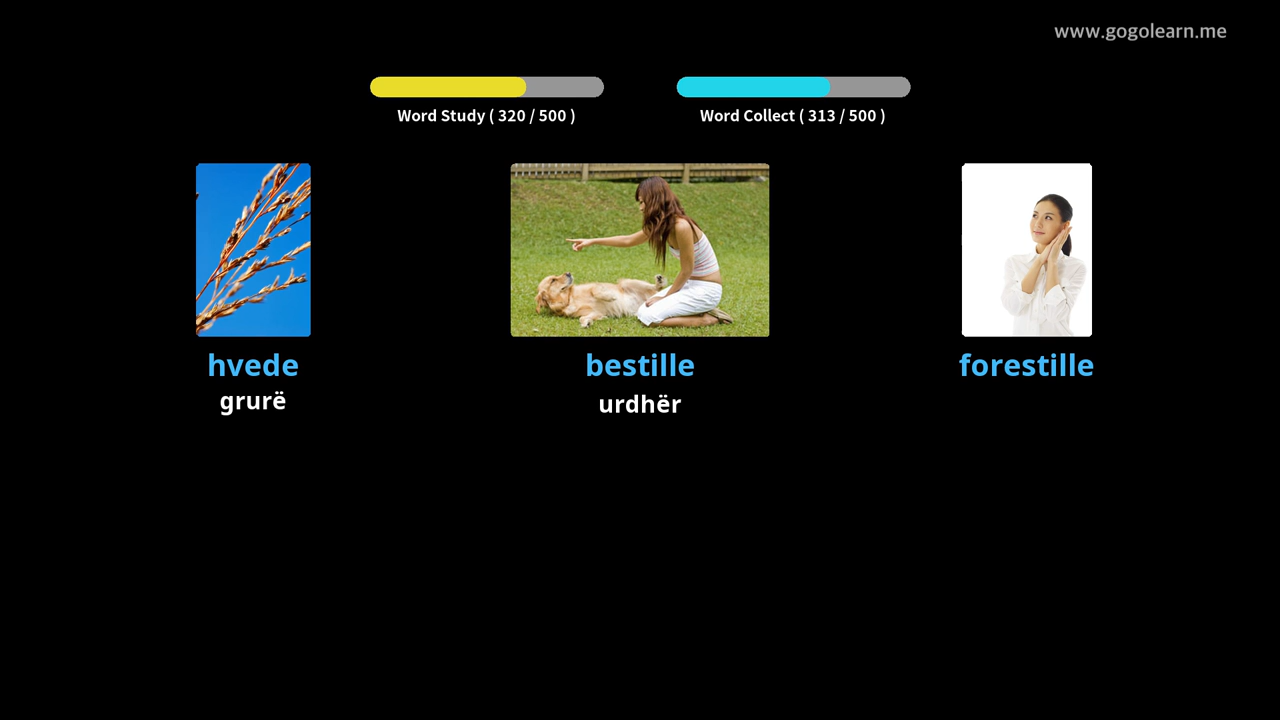 www.gogolearn.me
Word Study ( 320 / 500 )
Word Collect ( 313 / 500 )
hvede
bestille
forestille
grurë
urdhër